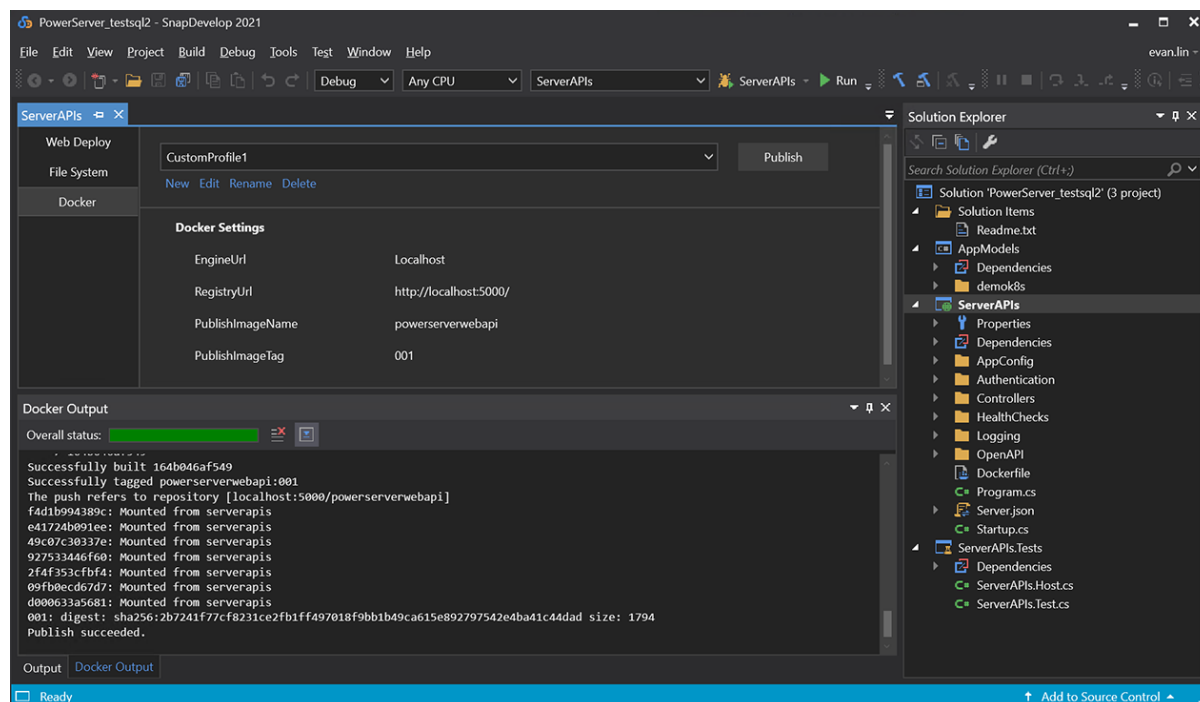 PowerServer_testsql2 - SnapDevelop 2021
File Edit View Project Build Debug Tools Test Window Help
evan.lin
Debug Any CPU ServerAPIs ServerAPIs Run
ServerAPIs
Web Deploy
File System
Docker
CustomProfile1
Publish
New Edit Rename Delete
Docker Settings
EngineUrl Localhost
RegistryUrl http://localhost:5000/
PublishImageName powerserverwebapi
PublishImageTag 001
Docker Output
Overall status:
Successfully built 164b046af549
Successfully tagged powerserverwebapi:001
The push refers to repository [localhost:5000/powerserverwebapi]
f4d1b994389c: Mounted from serverapis
e41724b091ee: Mounted from serverapis
49c07c30337e: Mounted from serverapis
927533446f60: Mounted from serverapis
2f4f353cfbf4: Mounted from serverapis
09fb0ecd67d7: Mounted from serverapis
d000633a5681: Mounted from serverapis
001: digest: sha256:2b7241f77cf8231ce2fb1ff497018f9bb1b49ca615e892797542e4ba41c44dad size: 1794
Publish succeeded.
Output Docker Output
Solution Explorer
Search Solution Explorer (Ctrl+;)
Solution 'PowerServer_testsql2' (3 project)
Solution Items
Readme.txt
AppModels
Dependencies
demok8s
ServerAPIs
Properties
Dependencies
AppConfig
Authentication
Controllers
HealthChecks
Logging
OpenAPI
Dockerfile
Program.cs
Server.json
Startup.cs
ServerAPIs.Tests
Dependencies
ServerAPIs.Host.cs
ServerAPIs.Test.cs
Ready
Add to Source Control